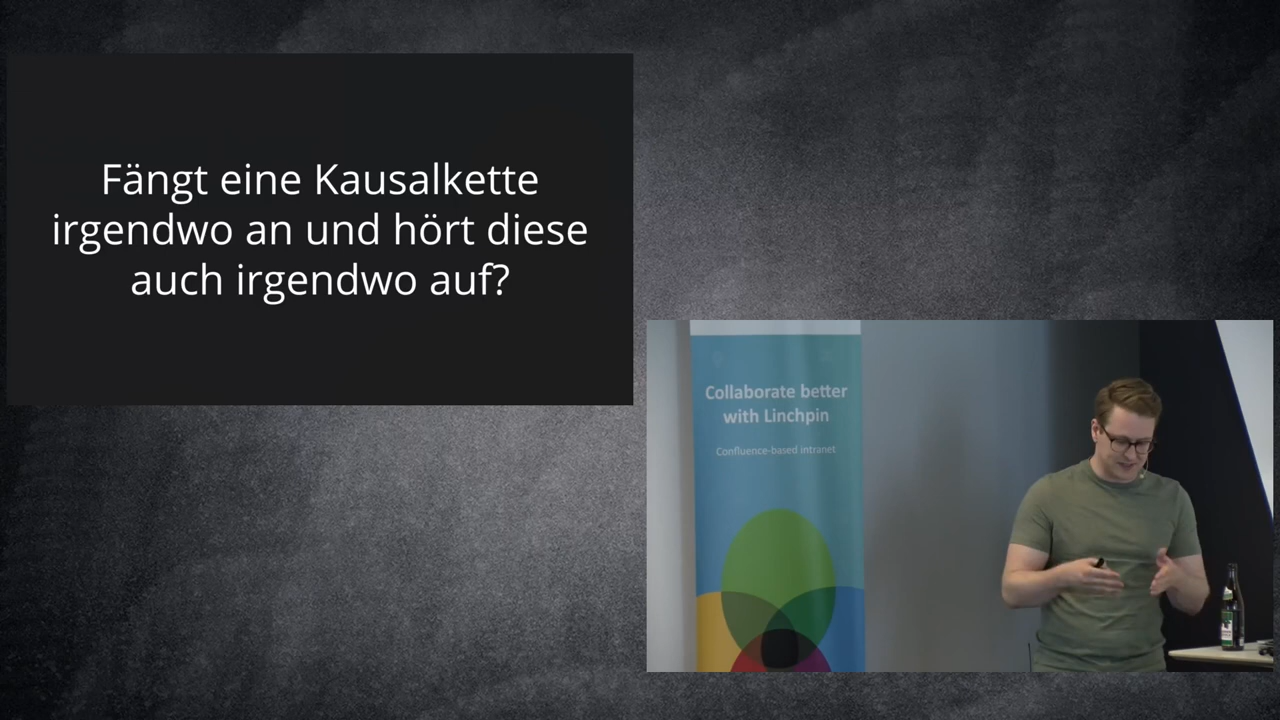 Fängt eine Kausalkette
irgendwo an und hört diese
auch irgendwo auf?
Collaborate better
with Linchpin
Confluence-based intranet